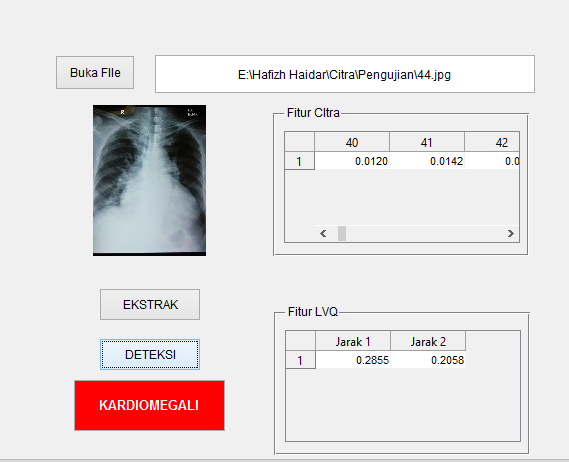 Buka FIle
E:\Hafizh Haidar\Citra\Pengujian\44.jpg
R
Fitur CItra
40 41 42
1 0.0120 0.0142 0.0
EKSTRAK
DETEKSI
KARDIOMEGALI
Fitur LVQ
Jarak 1 Jarak 2
1 0.2855 0.2058